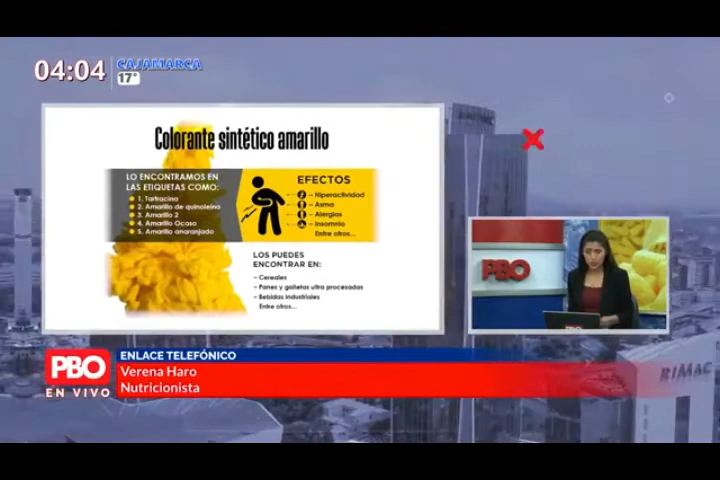 04:04
CAJAMARCA
17°
RIMAC
Colorante sintético amarillo
LO ENCONTRAMOS EN
LAS ETIQUETAS COMO:
1. Tartracina
2. Amarillo de quinoleíno
3. Amarillo 2
4. Amarillo Ocaso
5. Amarillo anaranjado
EFECTOS
Hiperactividad
Asma
Alergias
Insomnio
Entre otros...
LOS PUEDES
ENCONTRAR EN:
– Cereales
– Panes y galletas ultra procesadas
– Bebidas industriales
Entre otros...
PBO
PBO
PBO
EN VIVO
ENLACE TELEFÓNICO
Verena Haro
Nutricionista
RIMAC